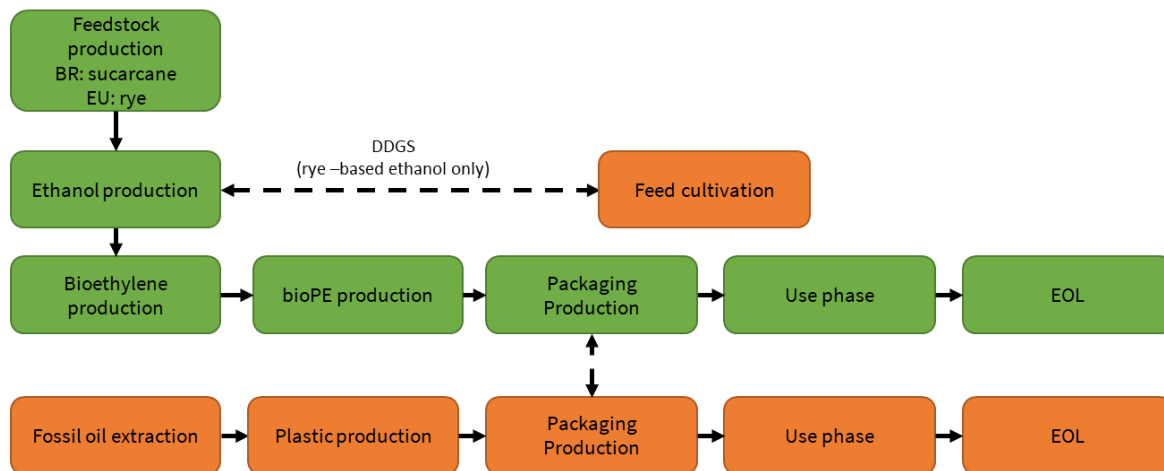 Feedstock
production
BR: sucarcane
EU: rye
DDGS
(rye –based ethanol only)
Ethanol production
Feed cultivation
Bioethylene
production
bioPE production
Packaging
Production
Use phase
EOL
Fossil oil extraction
Plastic production
Packaging
Production
Use phase
EOL